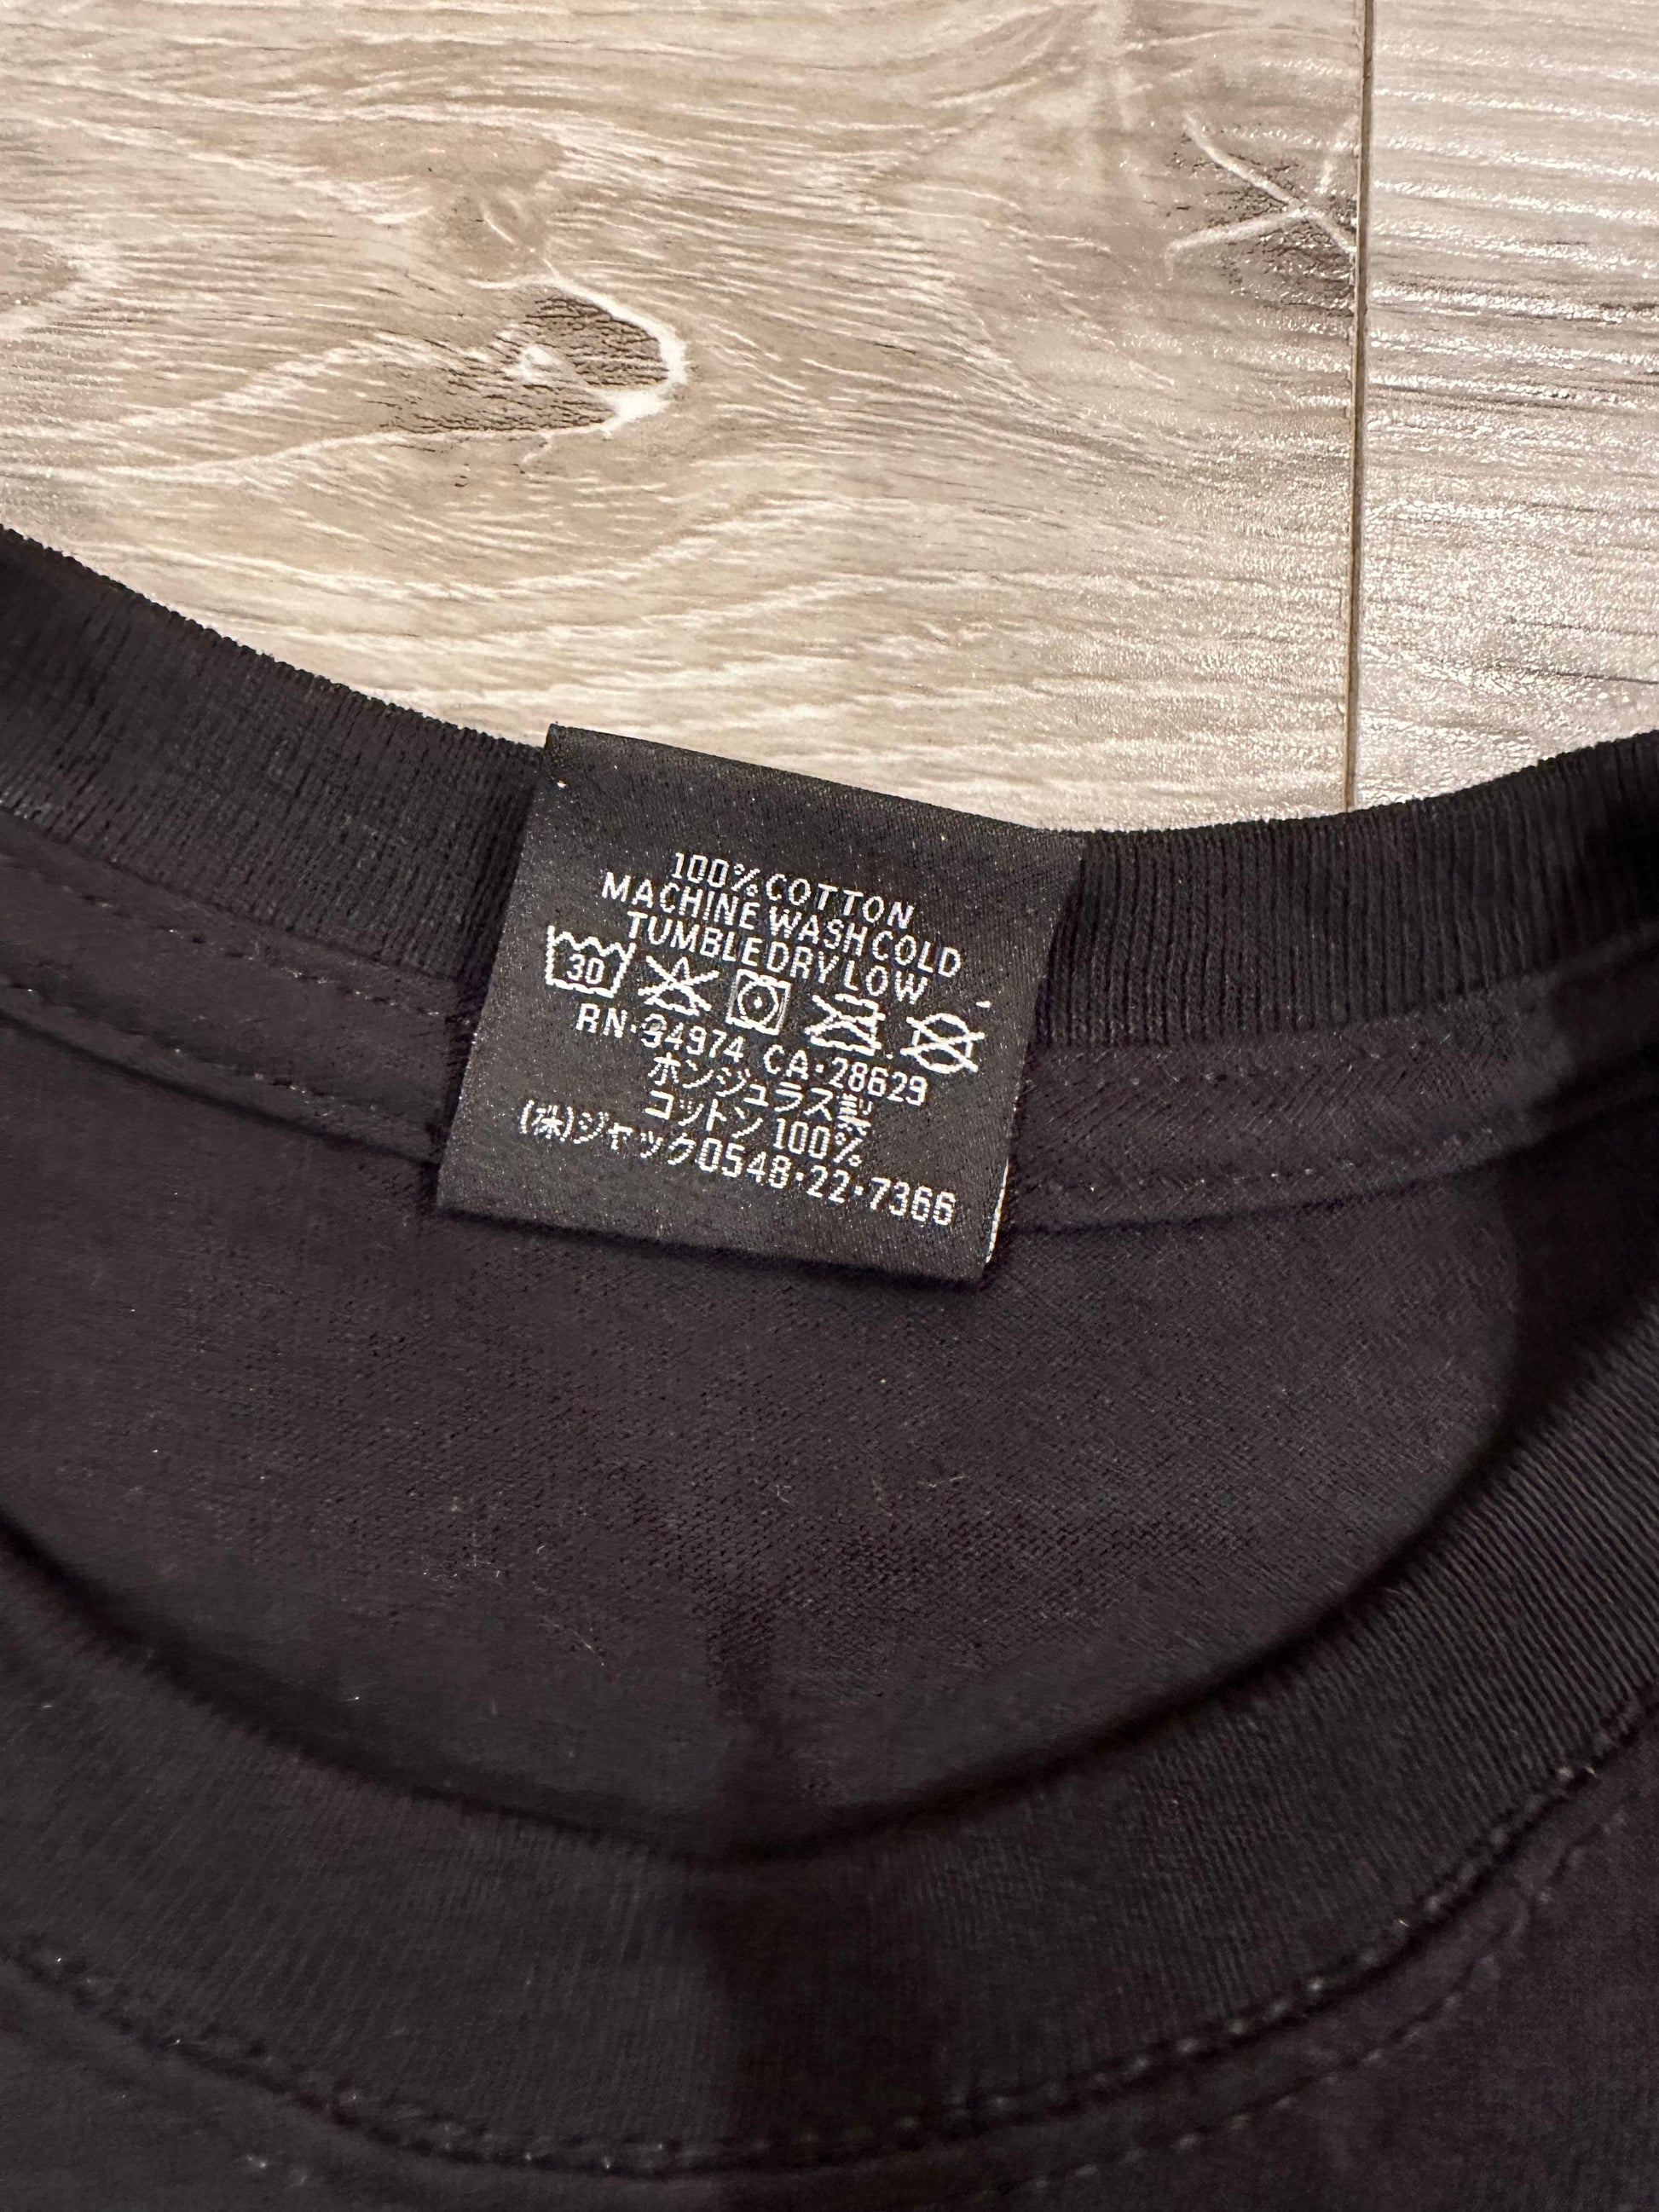 100% COTTON
MACHINE WASH COLD
TUMBLE DRY LOW
30
RN·34974 CA·28629
ホンジュラス製
コットン 100%
(株)ジャック0548·22·7366